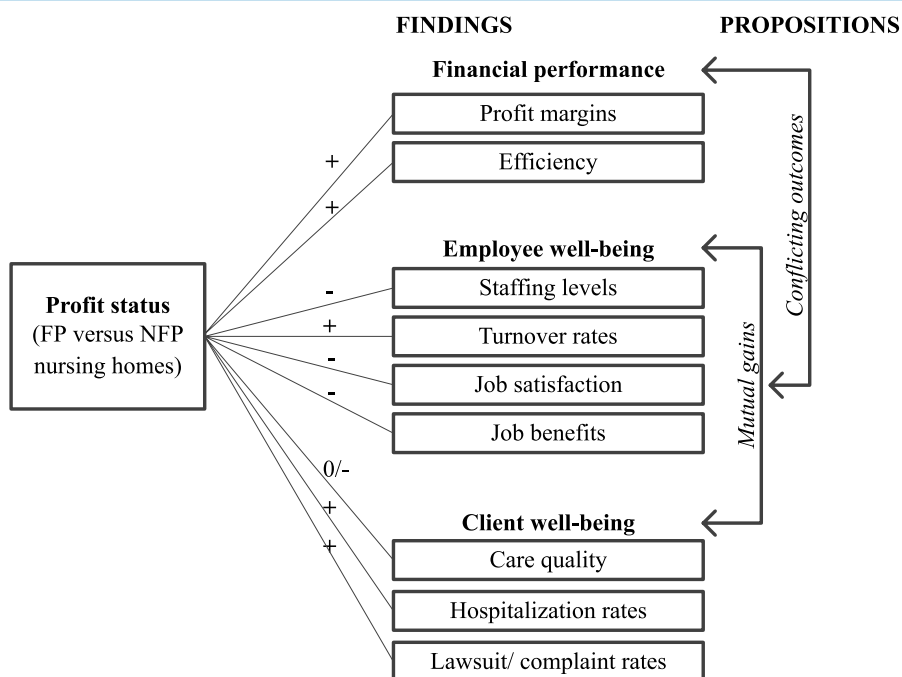 FINDINGS
PROPOSITIONS
Financial performance
Profit margins
Efficiency
+
+
Conflicting outcomes
Employee well-being
Staffing levels
Turnover rates
Job satisfaction
Job benefits
-
+
-
-
Mutual gains
Profit status
(FP versus NFP
nursing homes)
0/-
+
+
Client well-being
Care quality
Hospitalization rates
Lawsuit/ complaint rates